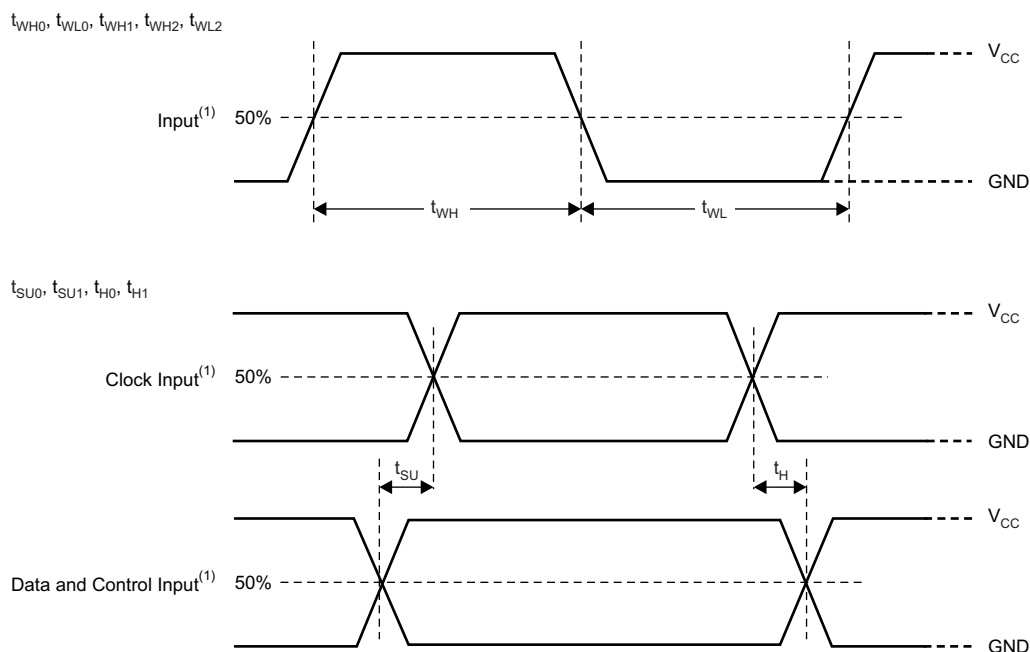 tWH0, tWL0, tWH1, tWH2, tWL2
VCC
Input(1) 50%
GND
tWH tWL
tSU0, tSU1, tH0, tH1
VCC
Clock Input(1) 50%
GND
tSU tH
VCC
Data and Control Input(1) 50%
GND